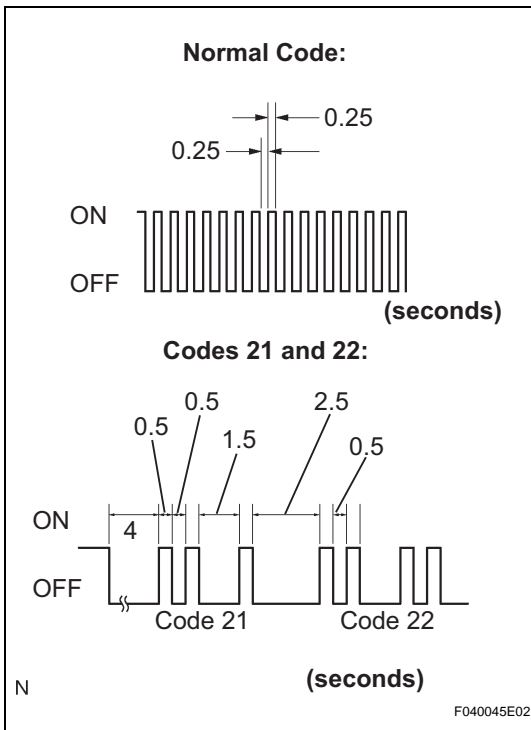 Normal Code:
0.25
0.25
ON
OFF
(seconds)
Codes 21 and 22:
0.5
0.5
2.5
1.5
0.5
ON
4
OFF
Code 21
Code 22
(seconds)
N
F040045E02